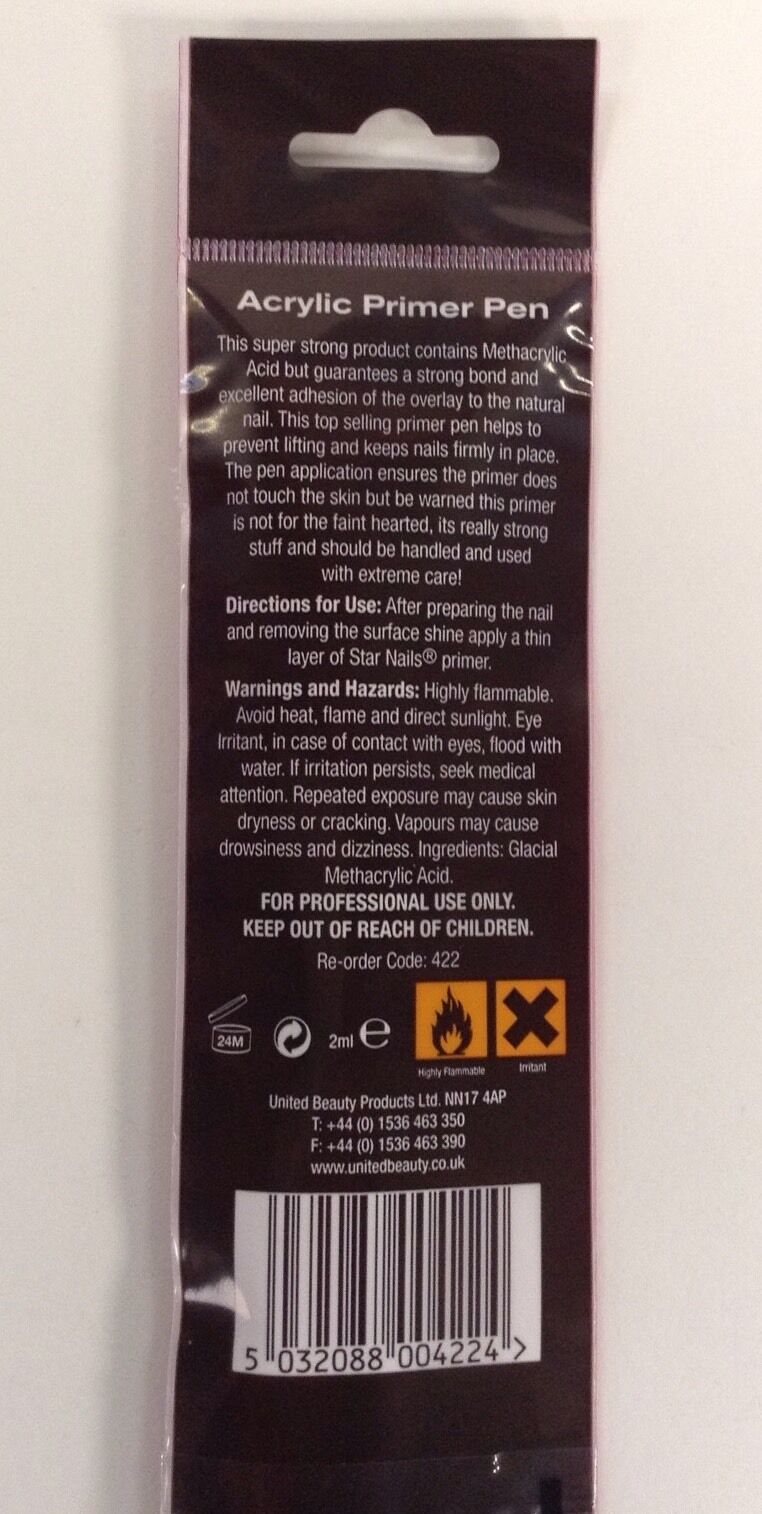 Acrylic Primer Pen
This super strong product contains Methacrylic
Acid but guarantees a strong bond and
excellent adhesion of the overlay to the natural
nail. This top selling primer pen helps to
prevent lifting and keeps nails firmly in place.
The pen application ensures the primer does
not touch the skin but be warned this primer
is not for the faint hearted, its really strong
stuff and should be handled and used
with extreme care!
Directions for Use: After preparing the nail
and removing the surface shine apply a thin
layer of Star Nails® primer.
Warnings and Hazards: Highly flammable.
Avoid heat, flame and direct sunlight. Eye
Irritant, in case of contact with eyes, flood with
water. If irritation persists, seek medical
attention. Repeated exposure may cause skin
dryness or cracking. Vapours may cause
drowsiness and dizziness. Ingredients: Glacial
Methacrylic Acid.
FOR PROFESSIONAL USE ONLY.
KEEP OUT OF REACH OF CHILDREN.
Re-order Code: 422
24M 2ml e
Highly Flammable Irritant
United Beauty Products Ltd. NN17 4AP
T: +44 (0) 1536 463 350
F: +44 (0) 1536 463 390
www.unitedbeauty.co.uk
5 032088 004224 >